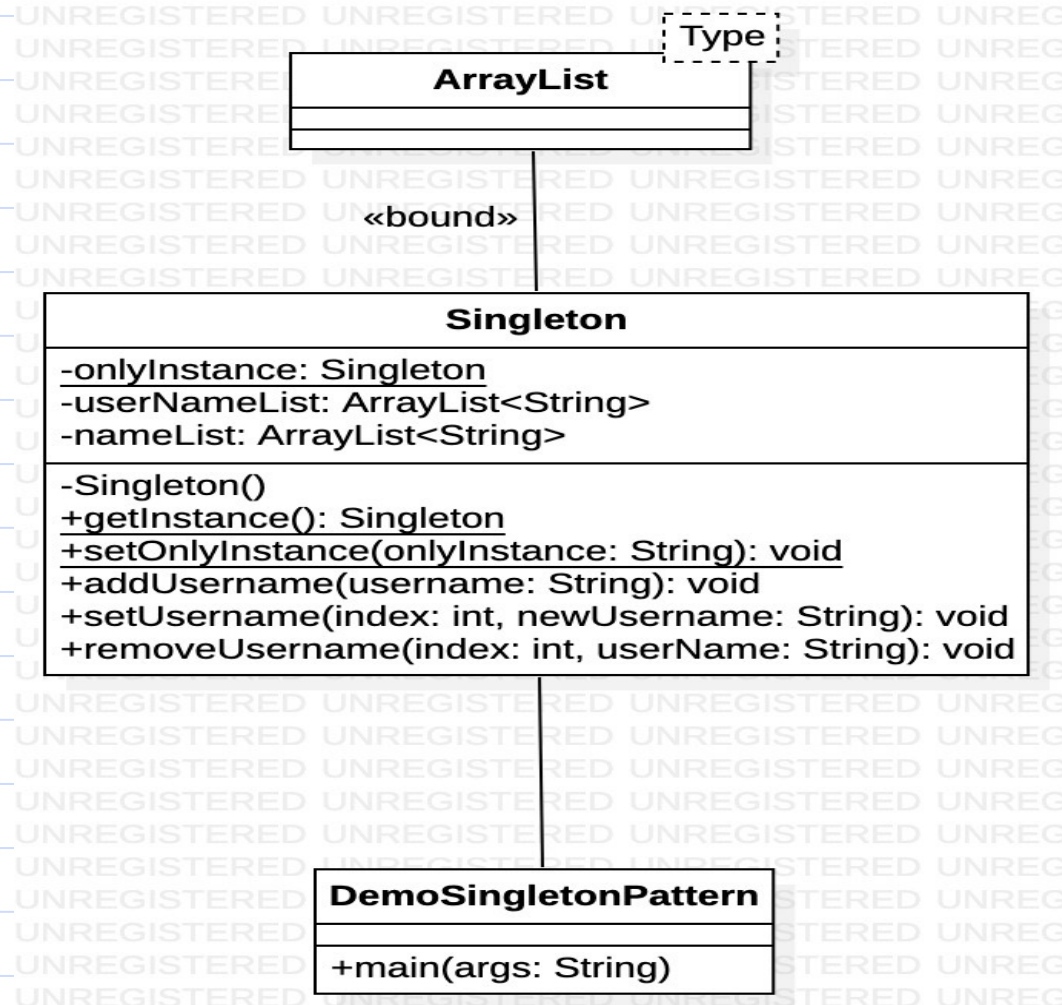 Type
ArrayList
«bound»
Singleton
-onlyInstance: Singleton
-userNameList: ArrayList<String>
-nameList: ArrayList<String>
-Singleton()
+getInstance(): Singleton
+setOnlyInstance(onlyInstance: String): void
+addUsername(username: String): void
+setUsername(index: int, newUsername: String): void
+removeUsername(index: int, userName: String): void
DemoSingletonPattern
+main(args: String)
UNREGISTERED